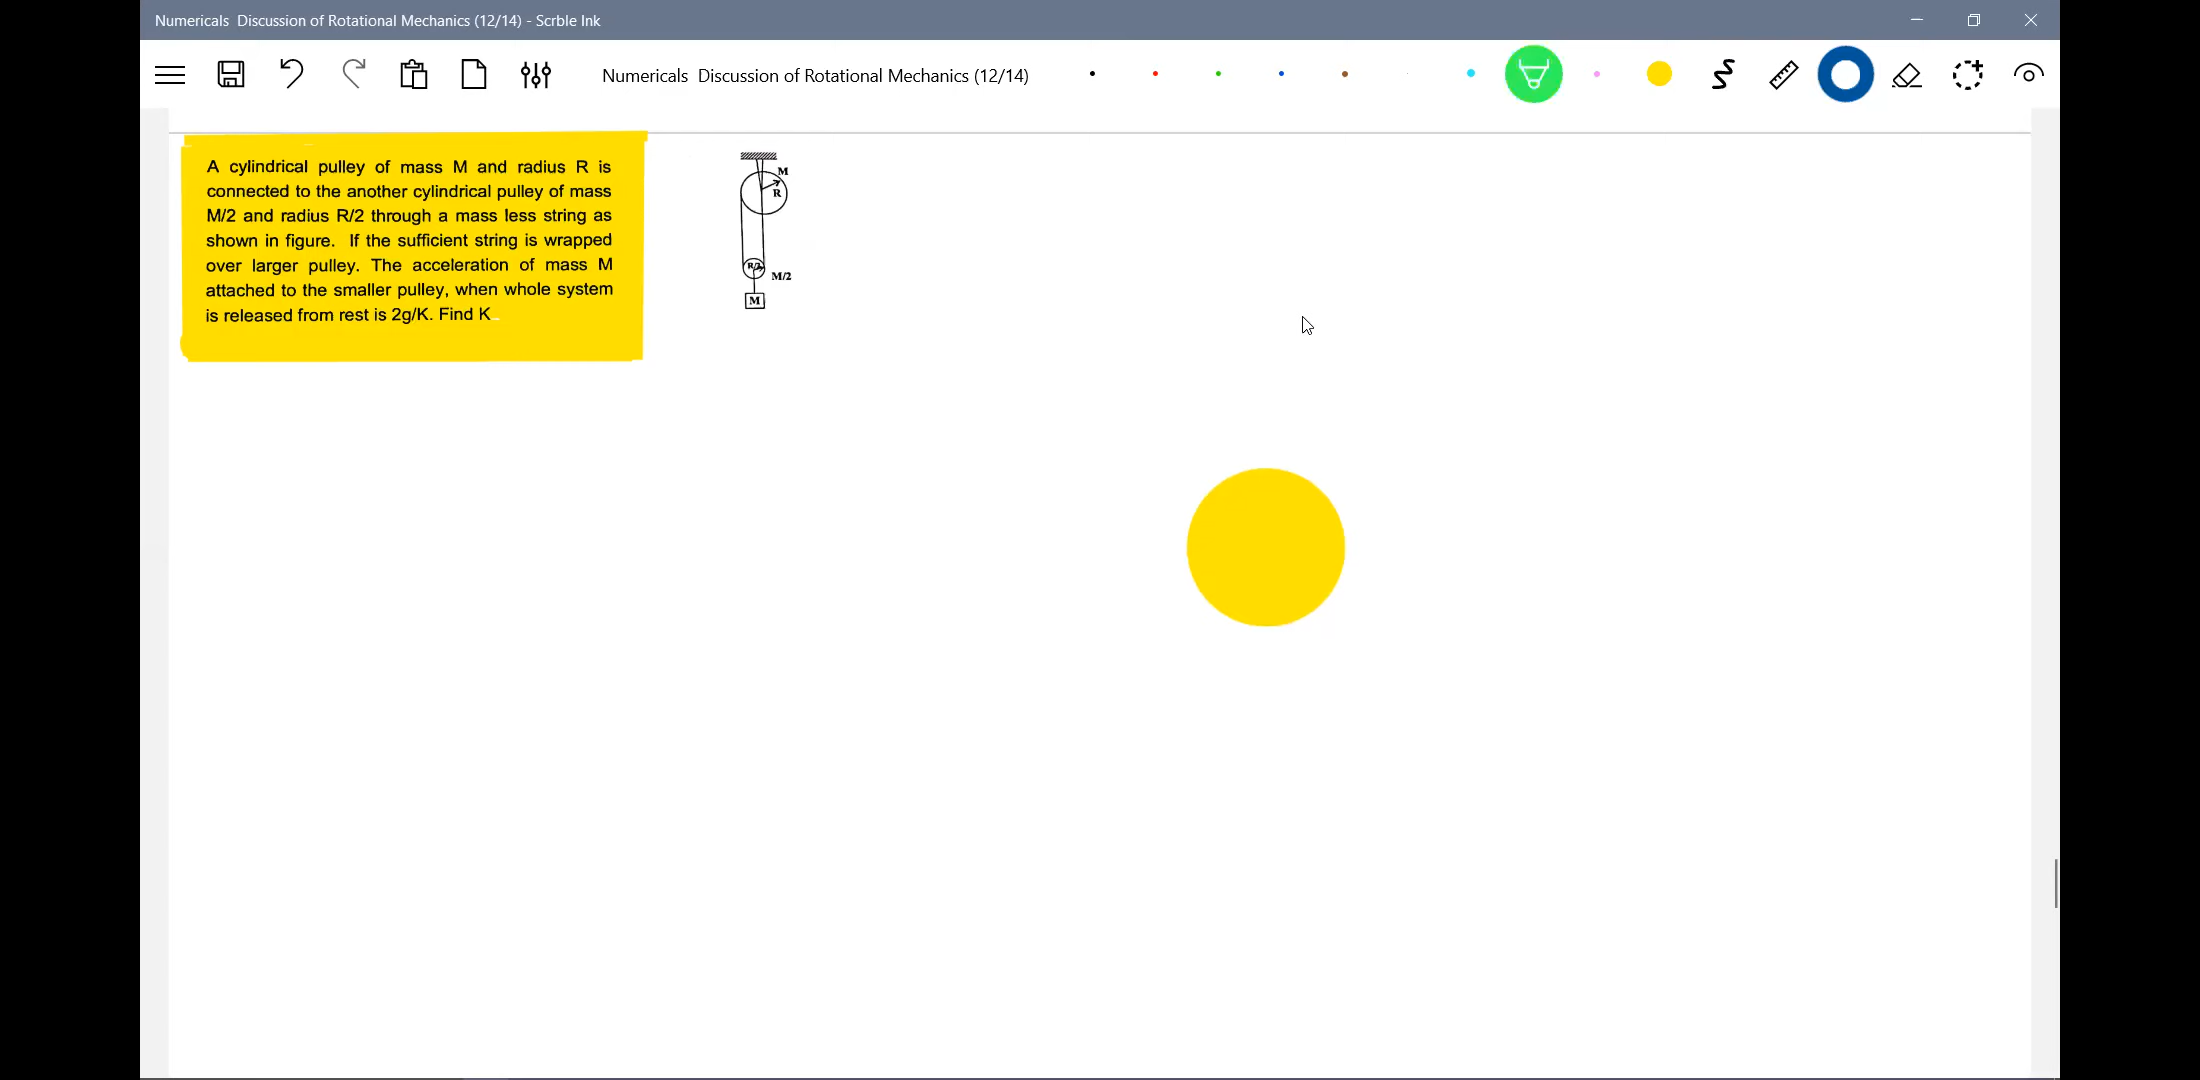 Numericals  Discussion of Rotational Mechanics (12/14) - Scrble Ink
Numericals  Discussion of Rotational Mechanics (12/14)
A cylindrical pulley of mass M and radius R is
connected to the another cylindrical pulley of mass
M/2 and radius R/2 through a mass less string as
shown in figure.  If the sufficient string is wrapped
over larger pulley. The acceleration of mass M
attached to the smaller pulley, when whole system
is released from rest is 2g/K. Find K
M
R
R/2
M/2
M